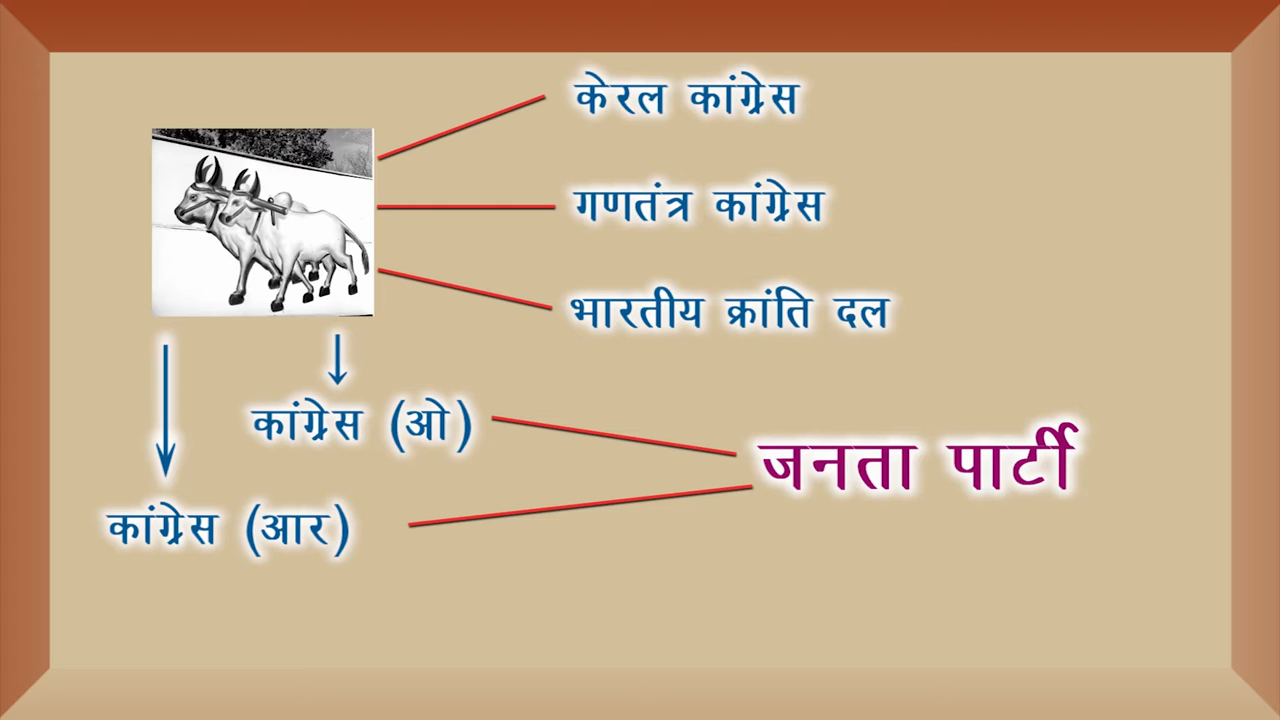 केरल कांग्रेस
गणतंत्र कांग्रेस
भारतीय क्रांति दल
कांग्रेस (ओ)
जनता पार्टी
कांग्रेस (आर)